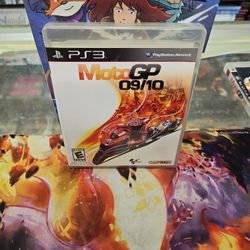 PS3
PlayStation Network
MotoGP
09/10
E
CAPCOM